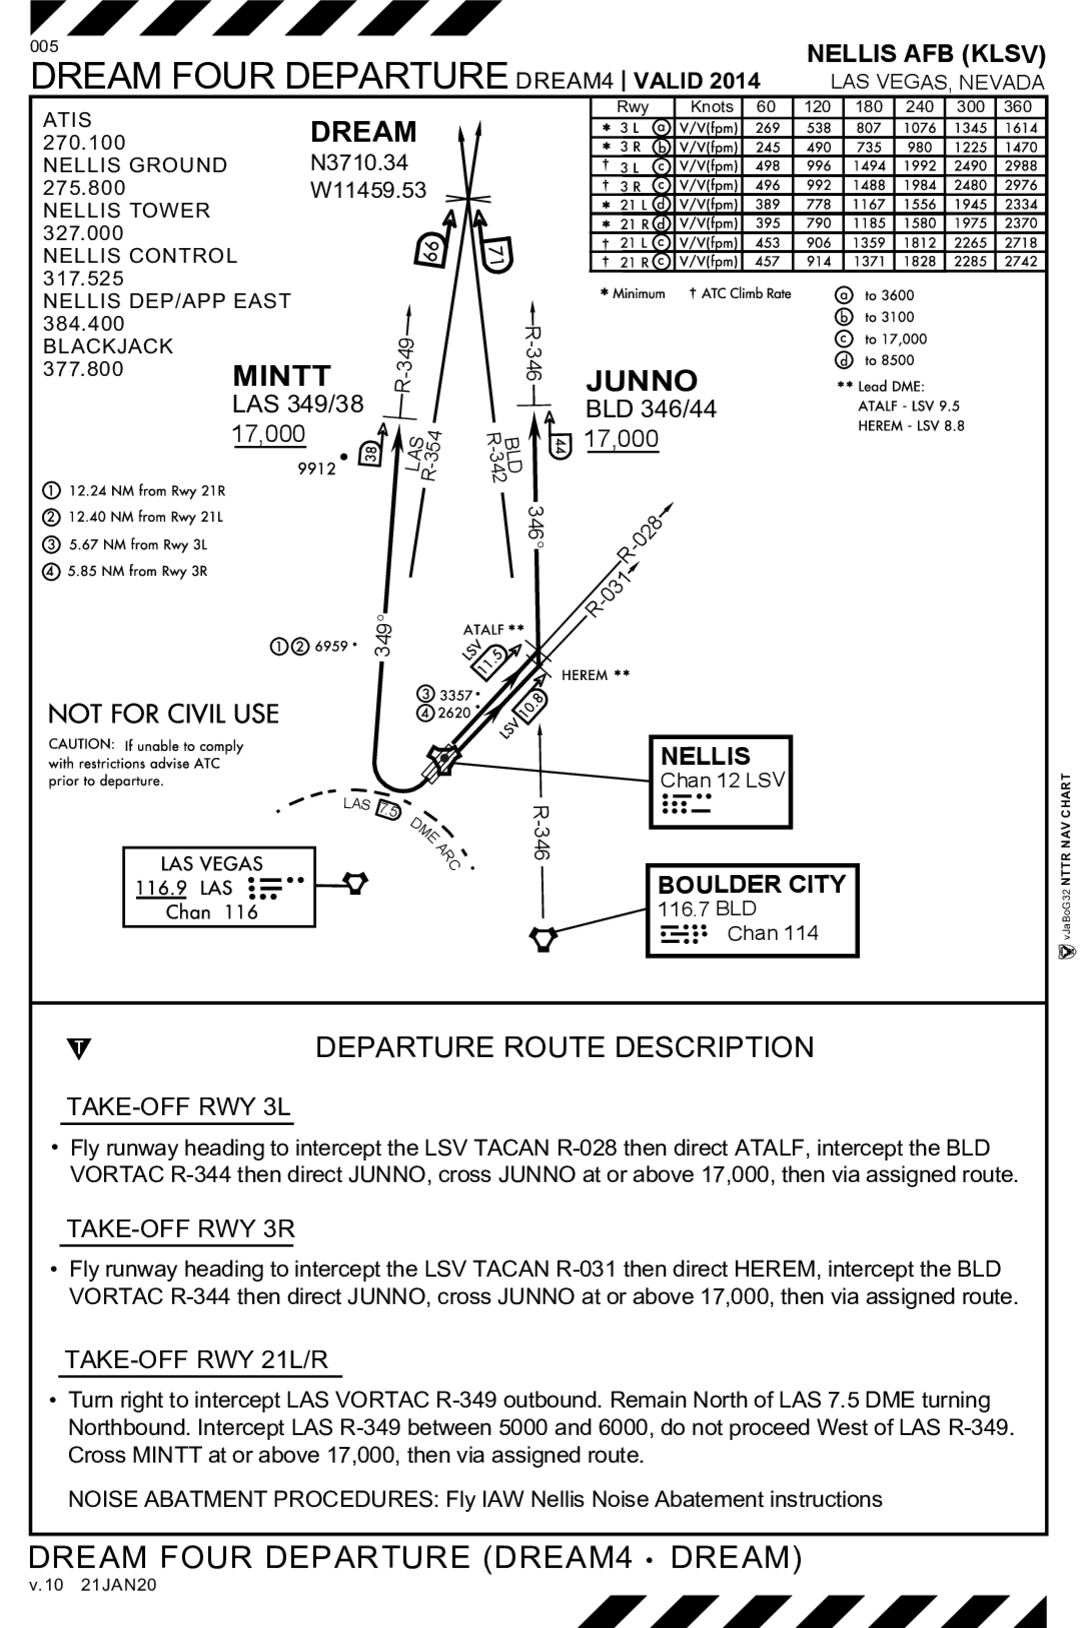 005
DREAM FOUR DEPARTURE DREAM4 | VALID 2014
NELLIS AFB (KLSV)
LAS VEGAS, NEVADA
ATIS
270.100
NELLIS GROUND
275.800
NELLIS TOWER
327.000
NELLIS CONTROL
317.525
NELLIS DEP/APP EAST
384.400
BLACKJACK
377.800
DREAM
N3710.34
W11459.53
Rwy Knots 60 120 180 240 300 360
* 3 L a V/V(fpm) 269 538 807 1076 1345 1614
* 3 R b V/V(fpm) 245 490 735 980 1225 1470
† 3 L c V/V(fpm) 498 996 1494 1992 2490 2988
† 3 R c V/V(fpm) 496 992 1488 1984 2480 2976
* 21 L d V/V(fpm) 389 778 1167 1556 1945 2334
* 21 R d V/V(fpm) 395 790 1185 1580 1975 2370
† 21 L c V/V(fpm) 453 906 1359 1812 2265 2718
† 21 R c V/V(fpm) 457 914 1371 1828 2285 2742
* Minimum † ATC Climb Rate
a to 3600
b to 3100
c to 17,000
d to 8500
** Lead DME:
ATALF - LSV 9.5
HEREM - LSV 8.8
66
71
R-349
R-346
MINTT
LAS 349/38
17,000
JUNNO
BLD 346/44
17,000
38
44
9912
LAS
R-354
BLD
R-342
1 12.24 NM from Rwy 21R
2 12.40 NM from Rwy 21L
3 5.67 NM from Rwy 3L
4 5.85 NM from Rwy 3R
346°
R-028
R-031
349°
1 2 6959
ATALF **
LSV
11.5
HEREM **
3 3357
4 2620
LSV
10.8
NOT FOR CIVIL USE
CAUTION: If unable to comply
with restrictions advise ATC
prior to departure.
NELLIS
Chan 12 LSV
LAS 7.5 DME ARC
R-346
LAS VEGAS
116.9 LAS
Chan 116
BOULDER CITY
116.7 BLD
Chan 114
vJaBoG32 NTTR NAV CHART
T
DEPARTURE ROUTE DESCRIPTION
TAKE-OFF RWY 3L
• Fly runway heading to intercept the LSV TACAN R-028 then direct ATALF, intercept the BLD
VORTAC R-344 then direct JUNNO, cross JUNNO at or above 17,000, then via assigned route.
TAKE-OFF RWY 3R
• Fly runway heading to intercept the LSV TACAN R-031 then direct HEREM, intercept the BLD
VORTAC R-344 then direct JUNNO, cross JUNNO at or above 17,000, then via assigned route.
TAKE-OFF RWY 21L/R
• Turn right to intercept LAS VORTAC R-349 outbound. Remain North of LAS 7.5 DME turning
Northbound. Intercept LAS R-349 between 5000 and 6000, do not proceed West of LAS R-349.
Cross MINTT at or above 17,000, then via assigned route.
NOISE ABATMENT PROCEDURES: Fly IAW Nellis Noise Abatement instructions
DREAM FOUR DEPARTURE (DREAM4 · DREAM)
v.10 21JAN20